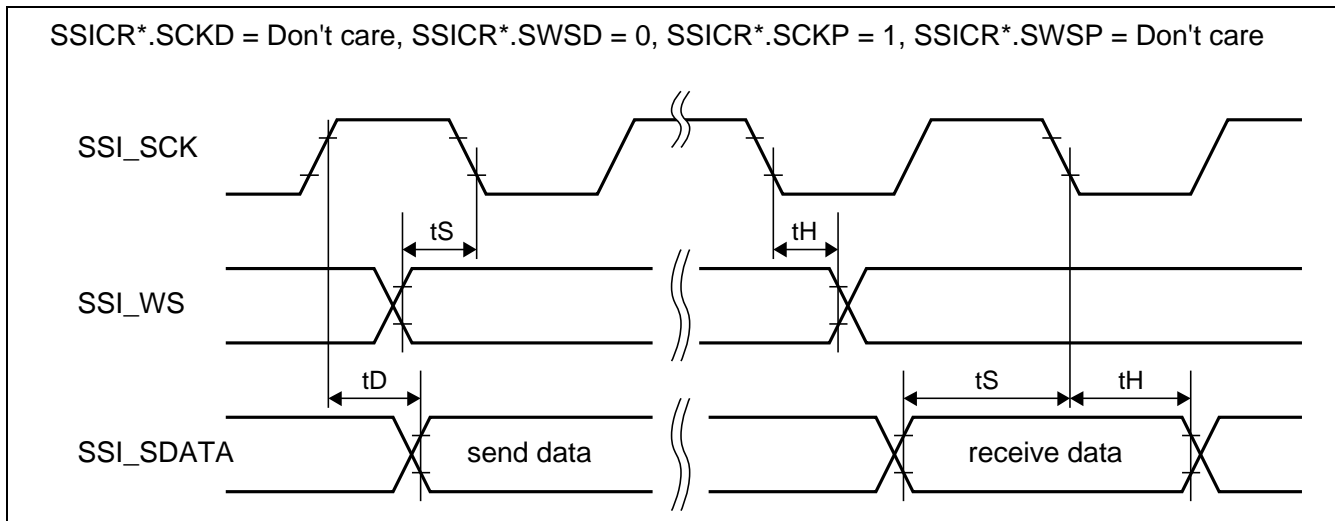 SSICR*.SCKD = Don't care, SSICR*.SWSD = 0, SSICR*.SCKP = 1, SSICR*.SWSP = Don't care
SSI_SCK
tS
tH
SSI_WS
tD
tS
tH
SSI_SDATA
send data
receive data